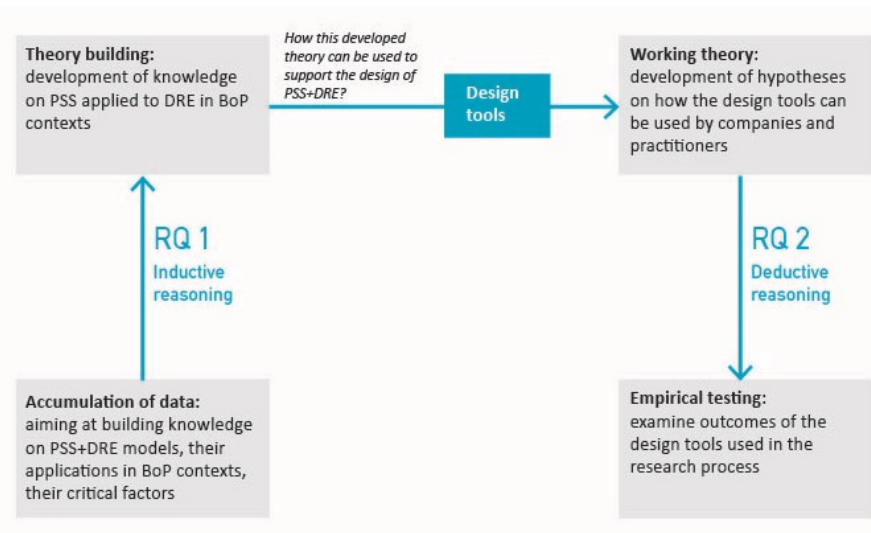 Theory building:
development of knowledge
on PSS applied to DRE in BoP
contexts
How this developed
theory can be used to
support the design of
PSS+DRE?
Design
tools
Working theory:
development of hypotheses
on how the design tools can
be used by companies and
practitioners
RQ 1
Inductive
reasoning
RQ 2
Deductive
reasoning
Accumulation of data:
aiming at building knowledge
on PSS+DRE models, their
applications in BoP contexts,
their critical factors
Empirical testing:
examine outcomes of the
design tools used in the
research process